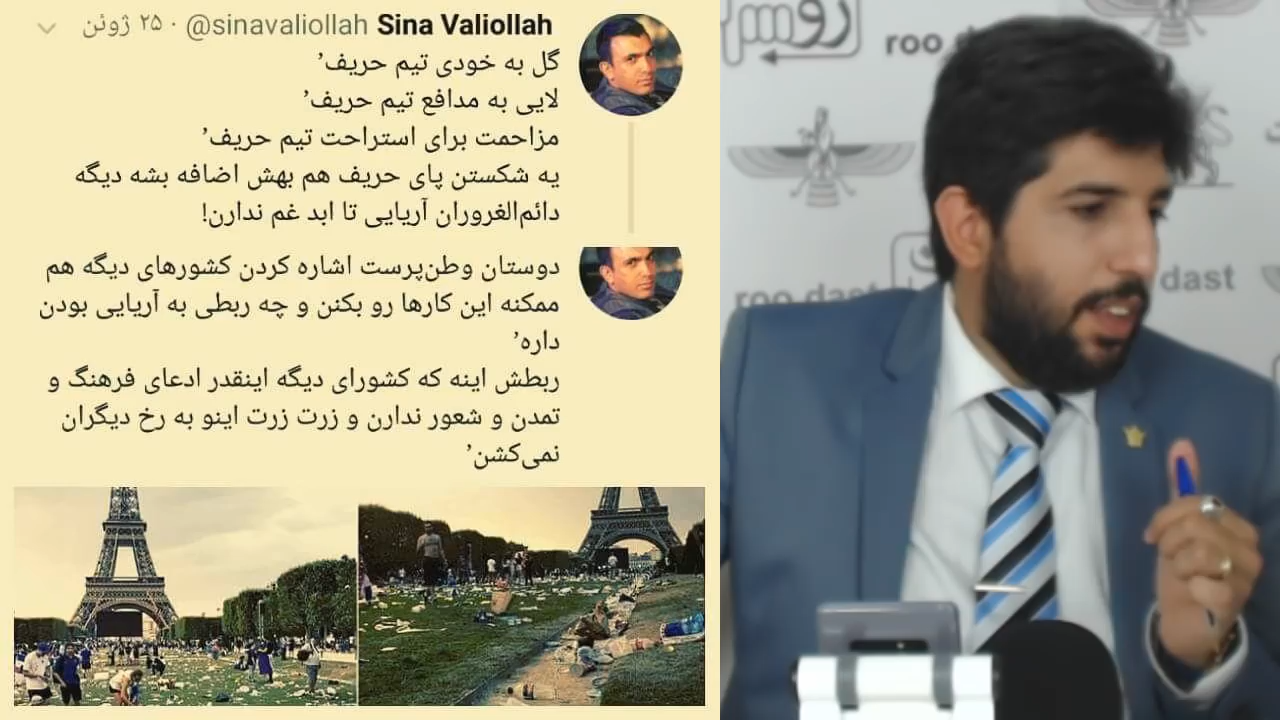 Sina Valiollah @sinavaliollah · ۲۵ ژوئن
گل به خودی تیم حریف٬
لایی به مدافع تیم حریف٬
مزاحمت برای استراحت تیم حریف٬
یه شکستن پای حریف هم بهش اضافه بشه دیگه
دائم‌الغروران آریایی تا ابد غم ندارن!
دوستان وطن‌پرست اشاره کردن کشورهای دیگه هم
ممکنه این کارها رو بکنن و چه ربطی به آریایی بودن
داره٬
ربطش اینه که کشورای دیگه اینقدر ادعای فرهنگ و
تمدن و شعور ندارن و زرت زرت اینو به رخ دیگران
نمی‌کشن٬
roo
roo dast
dast